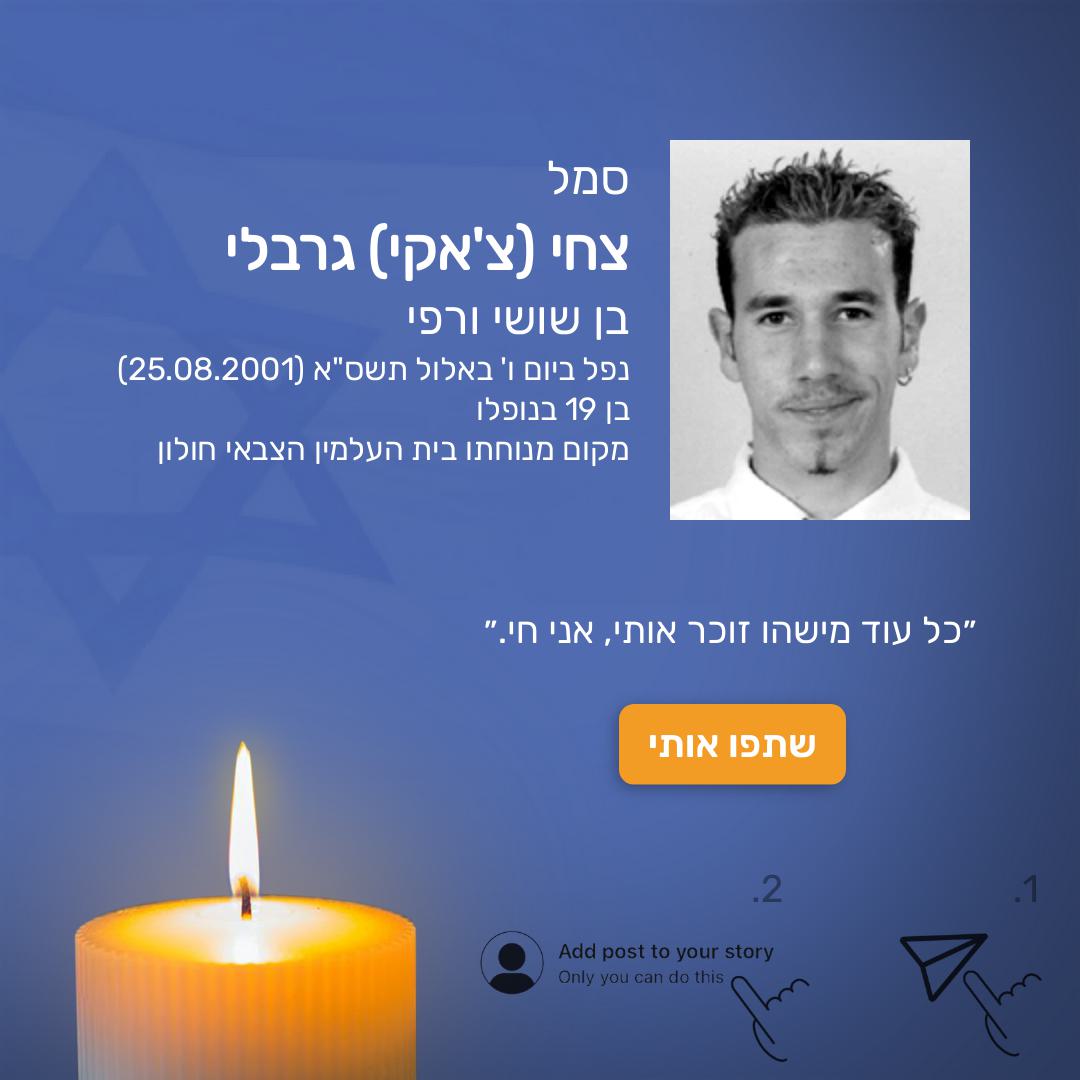 סמל
צחי (צ'אקי) גרבלי
בן שושי ורפי
נפל ביום ו' באלול תשס"א (25.08.2001)
בן 19 בנופלו
מקום מנוחתו בית העלמין הצבאי חולון
״כל עוד מישהו זוכר אותי, אני חי.״
שתפו אותי
.1
.2
Add post to your story
Only you can do this